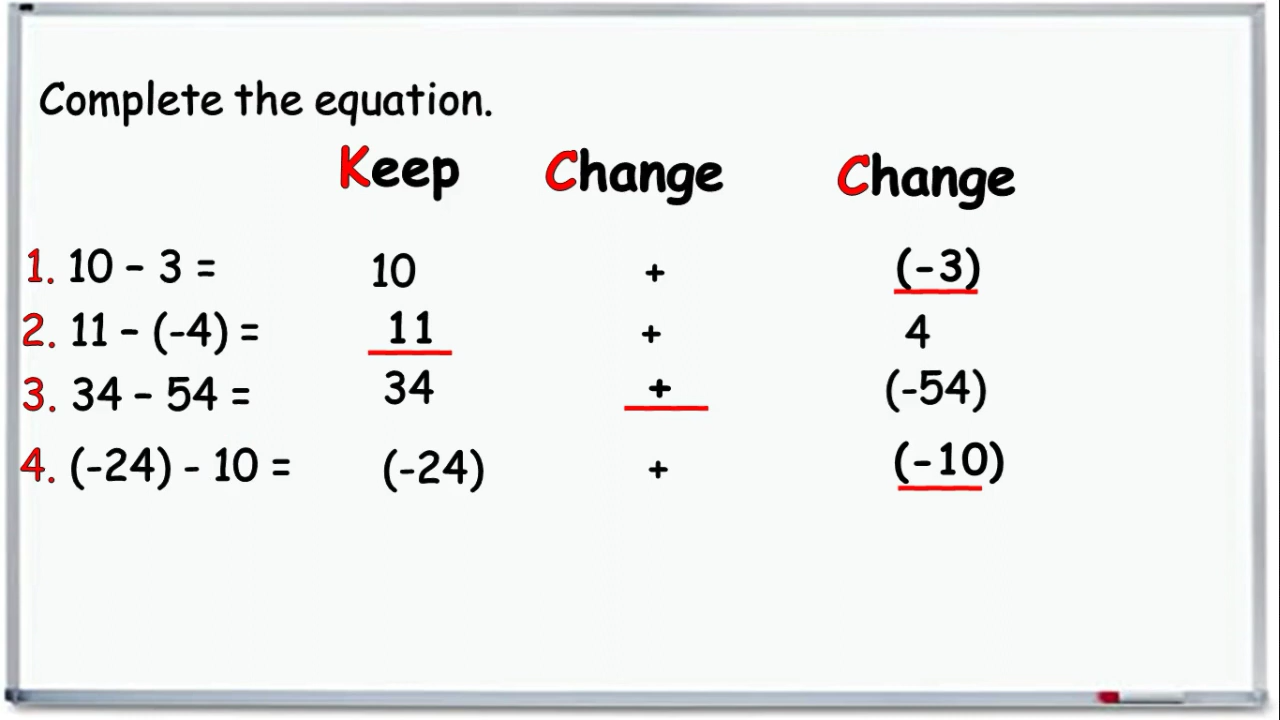 Complete the equation.
Keep Change Change
1. 10 – 3 = 10 + (-3)
2. 11 – (-4) = 11 + 4
3. 34 – 54 = 34 + (-54)
4. (-24) - 10 = (-24) + (-10)